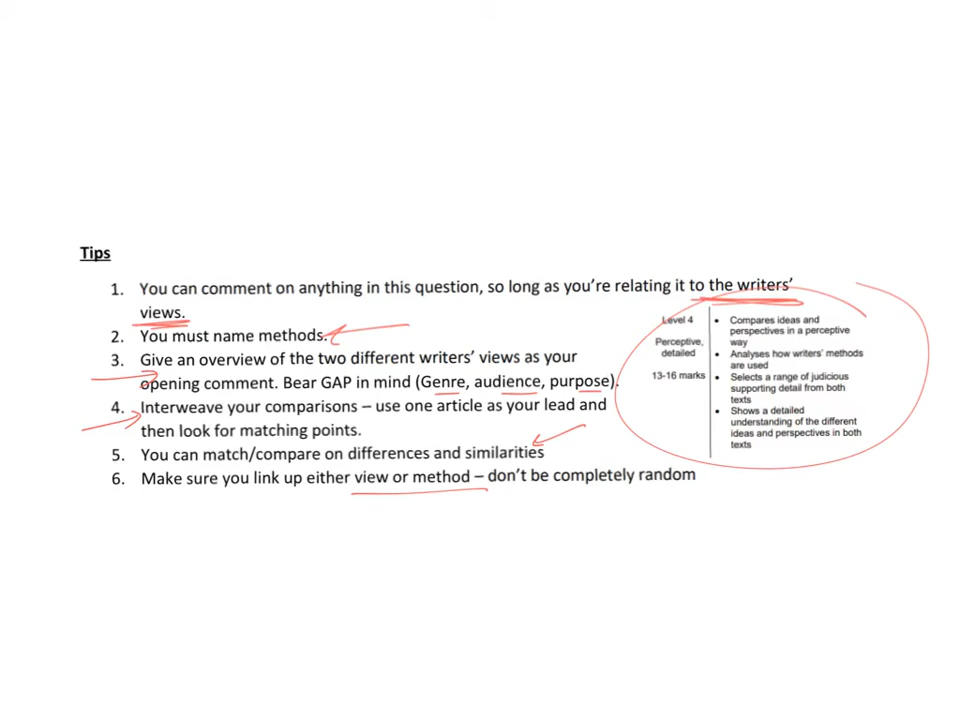 Tips
1. You can comment on anything in this question, so long as you're relating it to the writers'
views.
2. You must name methods.
3. Give an overview of the two different writers' views as your
opening comment. Bear GAP in mind (Genre, audience, purpose).
4. Interweave your comparisons – use one article as your lead and
then look for matching points.
5. You can match/compare on differences and similarities
6. Make sure you link up either view or method – don't be completely random
Level 4
Perceptive,
detailed
13-16 marks
• Compares ideas and
perspectives in a perceptive
way
• Analyses how writers' methods
are used
• Selects a range of judicious
supporting detail from both
texts
• Shows a detailed
understanding of the different
ideas and perspectives in both
texts